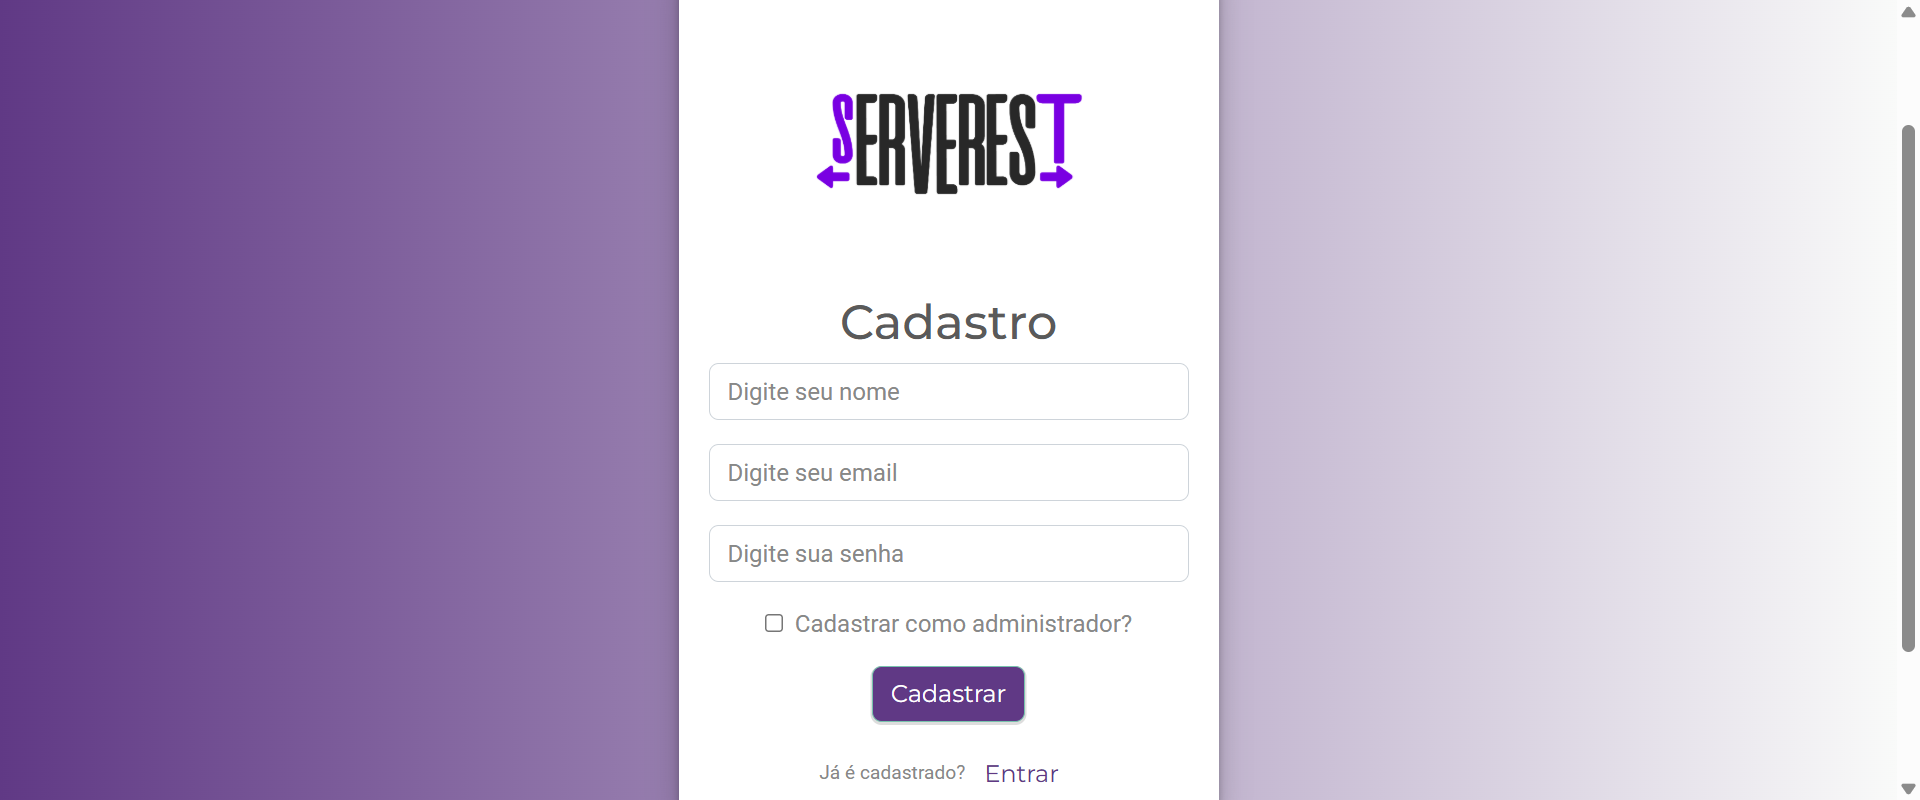 SERVEREST
Cadastro
Digite seu nome
Digite seu email
Digite sua senha
Cadastrar como administrador?
Cadastrar
Já é cadastrado? Entrar